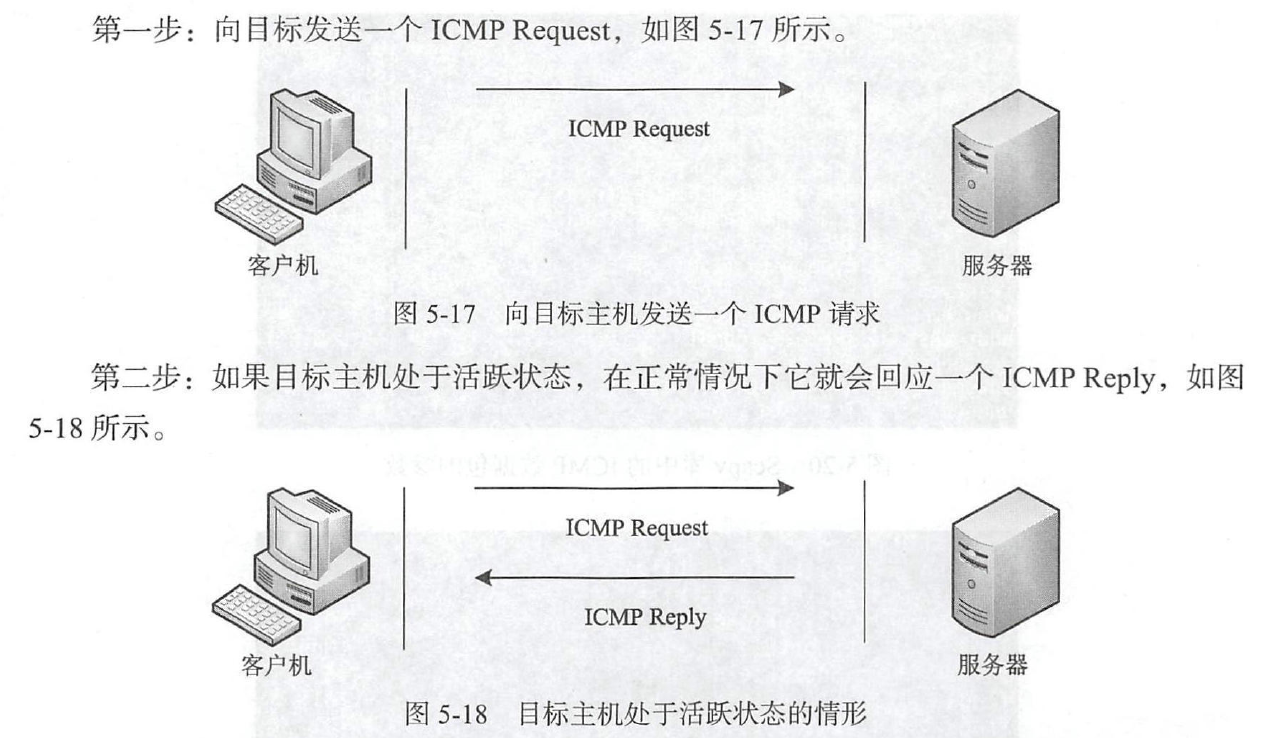 第一步：向目标发送一个 ICMP Request，如图 5-17 所示。
ICMP Request
客户机
服务器
图 5-17 向目标主机发送一个 ICMP 请求
第二步：如果目标主机处于活跃状态，在正常情况下它就会回应一个 ICMP Reply，如图
5-18 所示。
ICMP Request
ICMP Reply
客户机
服务器
图 5-18 目标主机处于活跃状态的情形